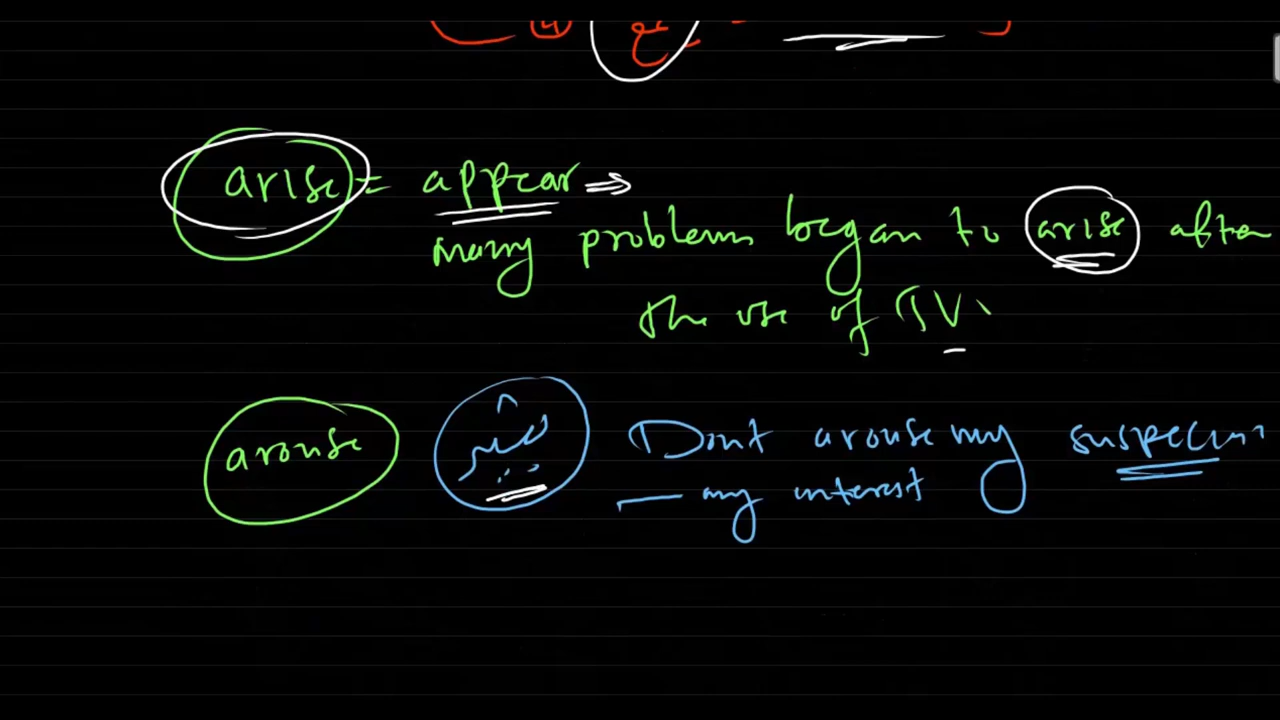 arise = appear ⇒
many problems began to arise after
the use of TV
arouse يثير Dont arouse my
my interest